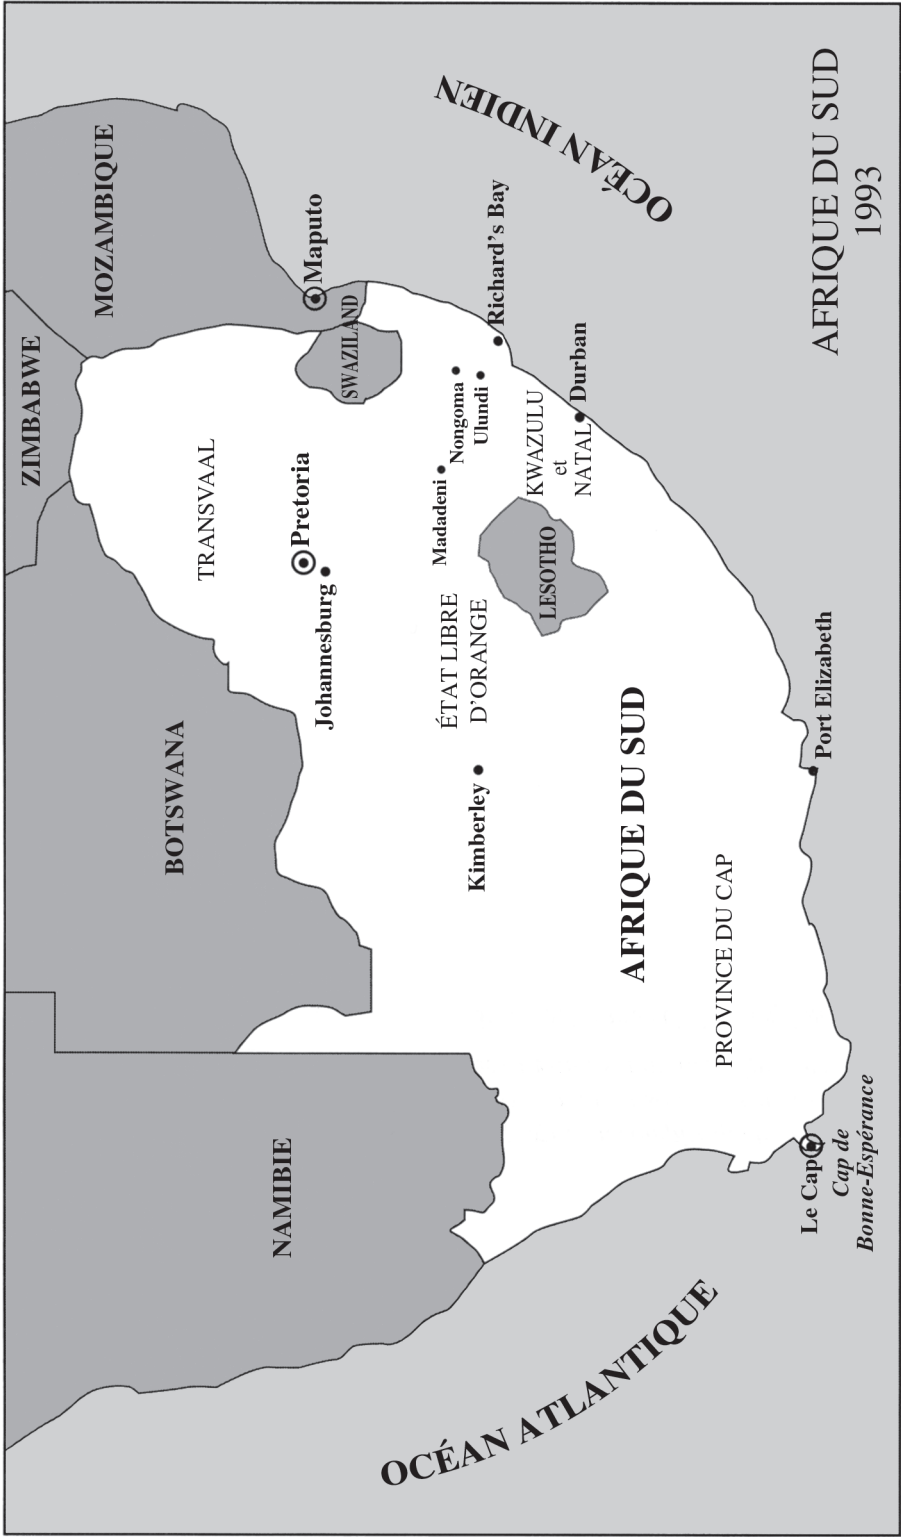 ZIMBABWE
MOZAMBIQUE
BOTSWANA
TRANSVAAL
NAMIBIE
Pretoria
Maputo
Johannesburg
SWAZILAND
Madadeni
Nongoma
Ulundi
ÉTAT LIBRE
D’ORANGE
Kimberley
Richard’s Bay
KWAZULU
et
NATAL
LESOTHO
Durban
OCÉAN INDIEN
AFRIQUE DU SUD
PROVINCE DU CAP
OCÉAN ATLANTIQUE
Le Cap
Port Elizabeth
Cap de
Bonne-Espérance
AFRIQUE DU SUD
1993